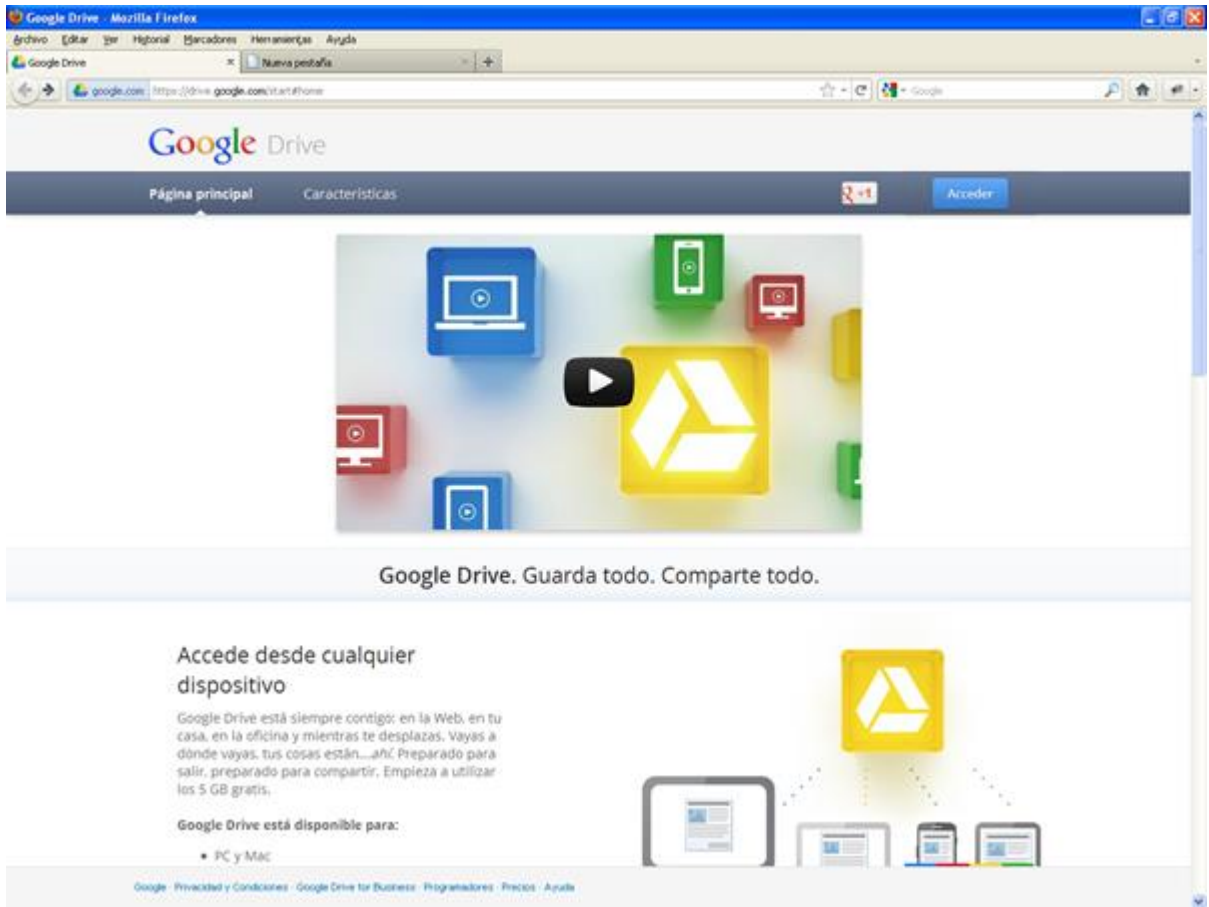 Google Drive - Mozilla Firefox
Archivo Editar Ver Historial Marcadores Herramientas Ayuda
Google Drive Nueva pestaña
google.com https://drive.google.com/start#home Google
Google Drive
Página principal Características +1 Acceder
Google Drive. Guarda todo. Comparte todo.
Accede desde cualquier
dispositivo
Google Drive está siempre contigo: en la Web, en tu
casa, en la oficina y mientras te desplazas. Vayas a
donde vayas, tus cosas están...ahí. Preparado para
salir, preparado para compartir. Empieza a utilizar
los 5 GB gratis.
Google Drive está disponible para:
• PC y Mac
Google · Privacidad y Condiciones · Google Drive for Business · Programadores · Precios · Ayuda